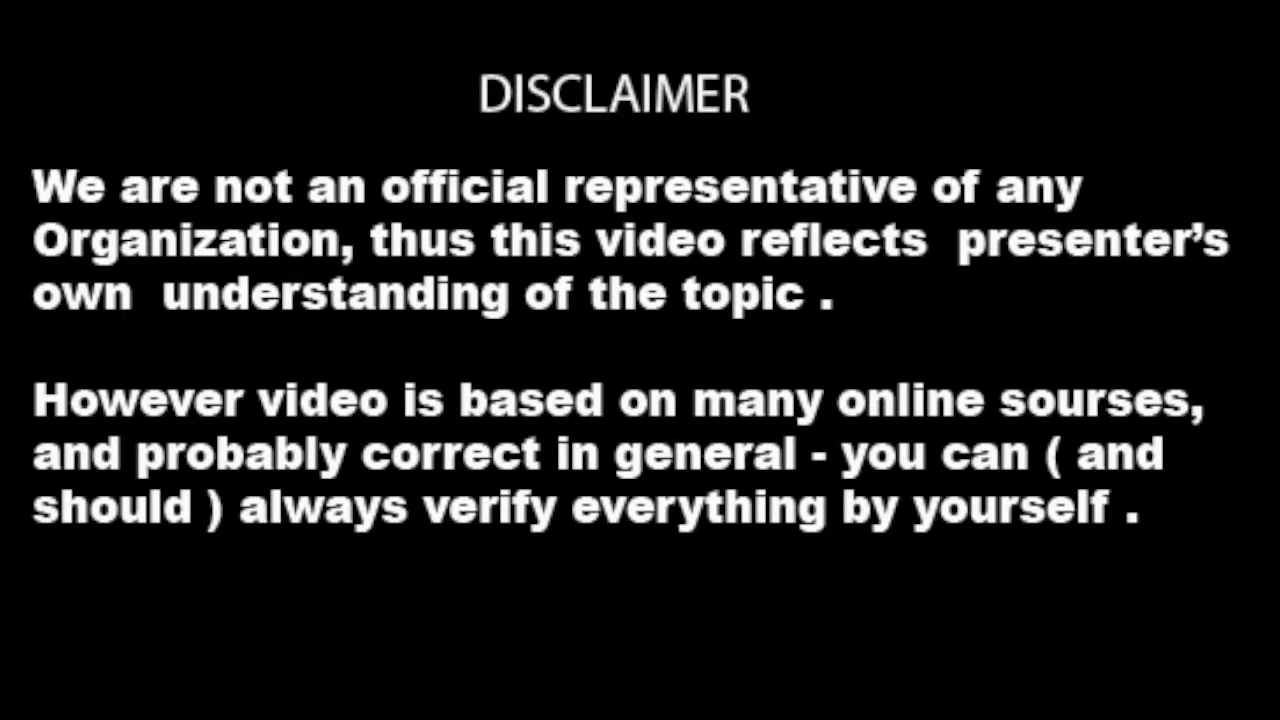 DISCLAIMER
We are not an official representative of any
Organization, thus this video reflects  presenter’s
own  understanding of the topic .
However video is based on many online sourses,
and probably correct in general - you can ( and
should ) always verify everything by yourself .